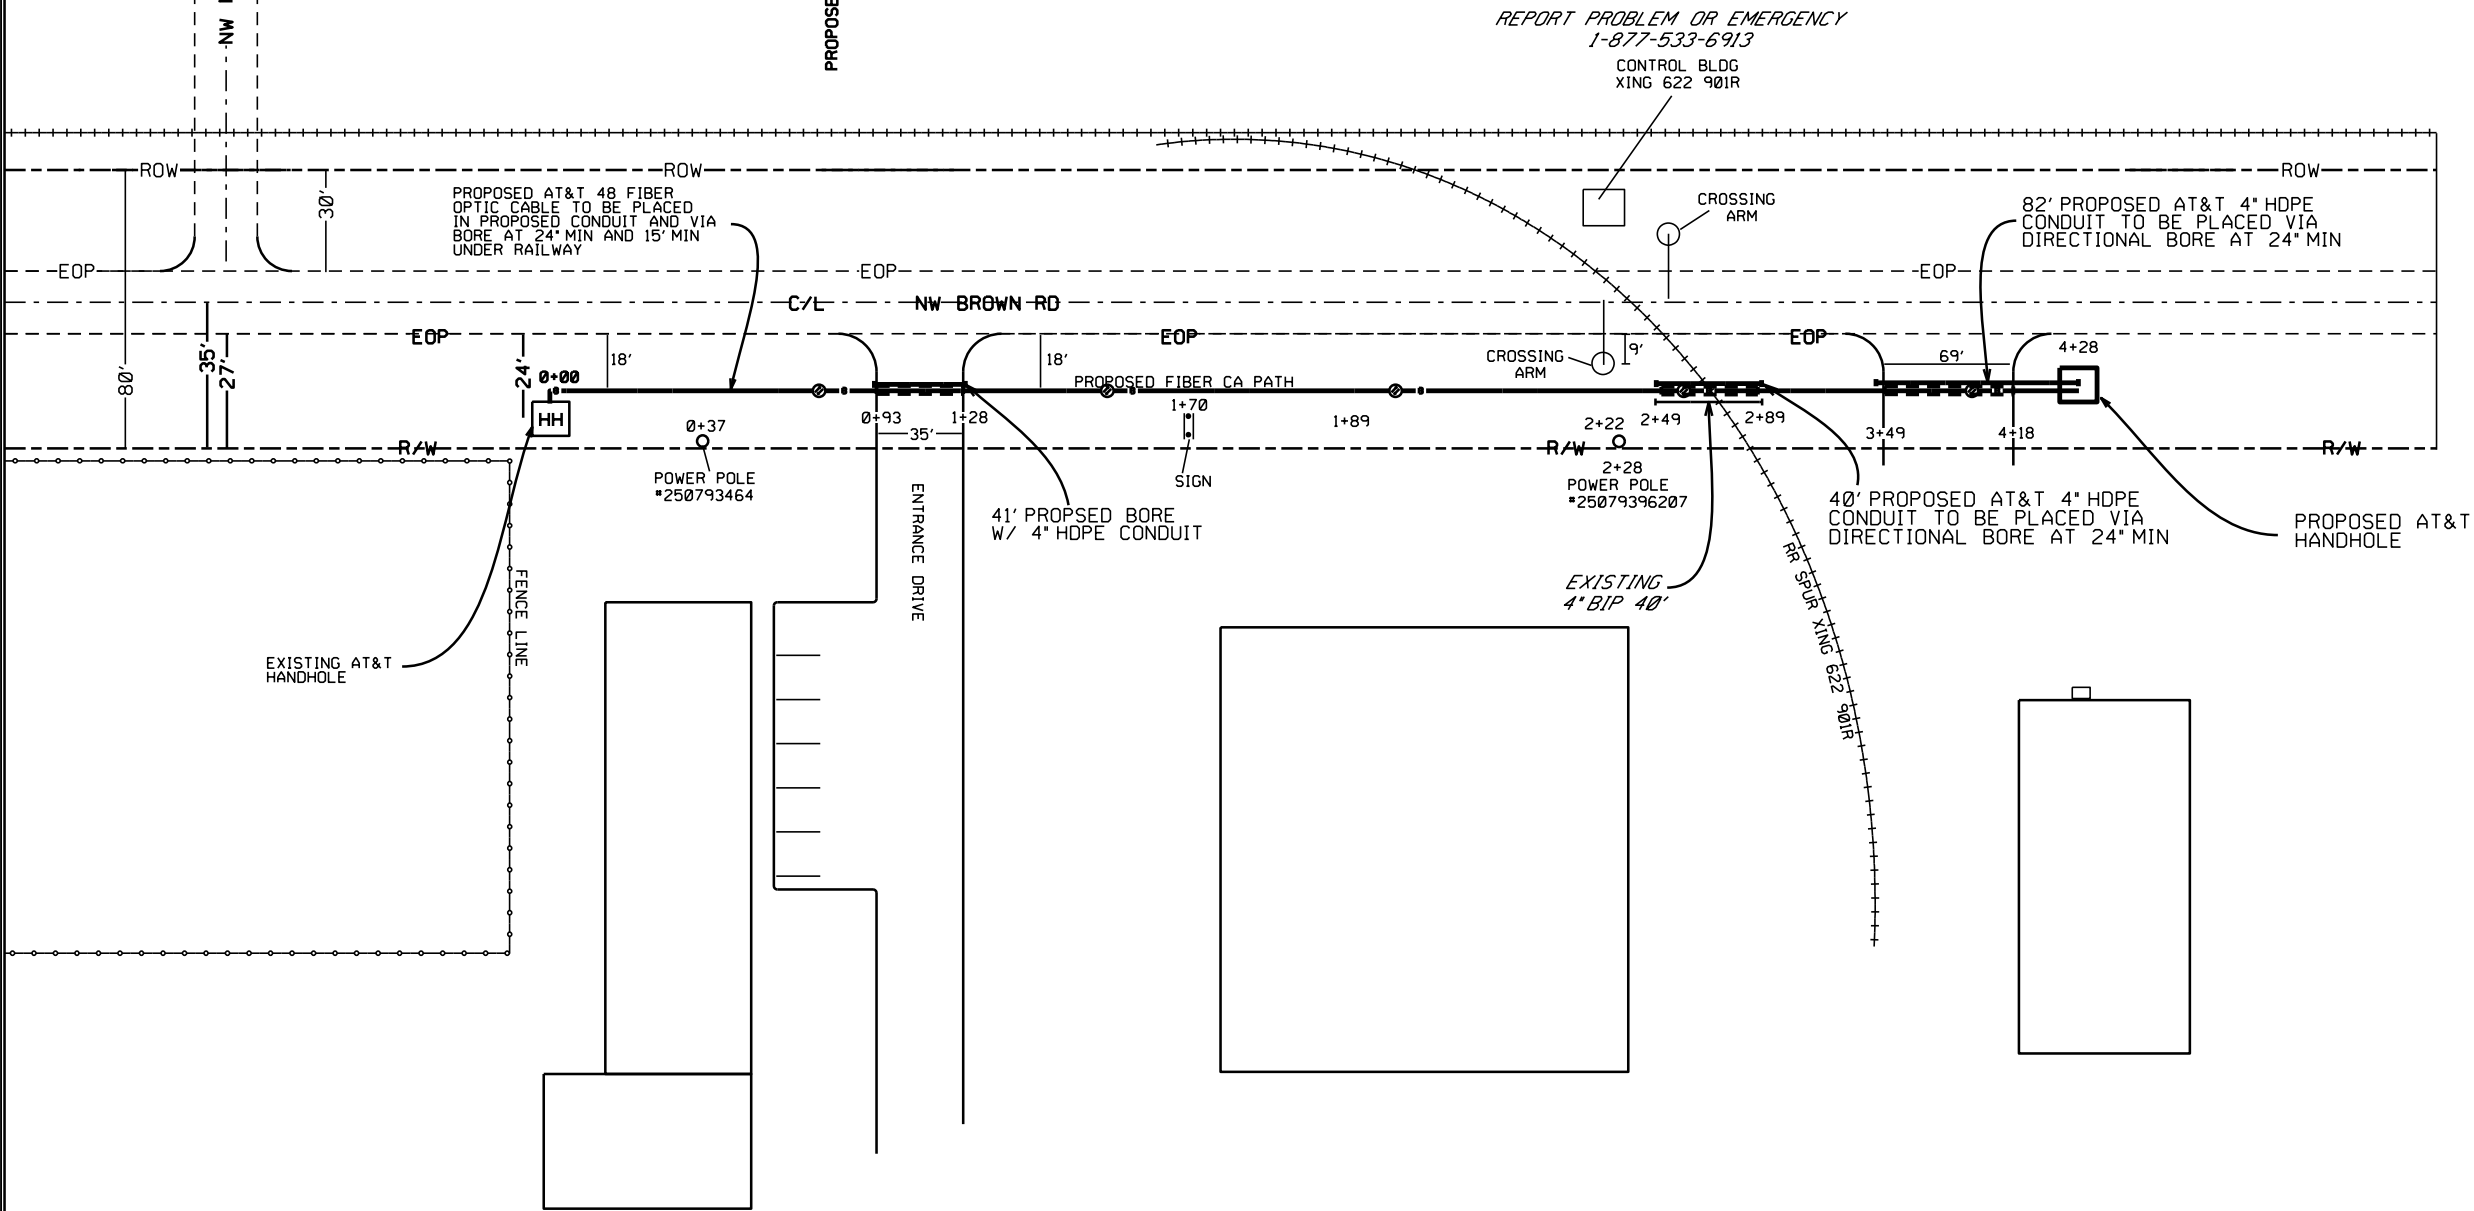 NW
PROPOSE
REPORT PROBLEM OR EMERGENCY
1-877-533-6913
CONTROL BLDG
XING 622 901R
ROW
ROW
ROW
30'
PROPOSED AT&T 48 FIBER
OPTIC CABLE TO BE PLACED
IN PROPOSED CONDUIT AND VIA
BORE AT 24" MIN AND 15' MIN
UNDER RAILWAY
CROSSING
ARM
82' PROPOSED AT&T 4" HDPE
CONDUIT TO BE PLACED VIA
DIRECTIONAL BORE AT 24" MIN
EOP
EOP
EOP
C/L
NW BROWN RD
EOP
EOP
EOP
80'
35'
27'
24'
0+00
18'
18'
CROSSING
ARM
9'
69'
4+28
PROPOSED FIBER CA PATH
HH
0+37
0+93
1+28
35'
1+70
1+89
2+22
2+49
2+89
3+49
4+18
R/W
R/W
R/W
POWER POLE
#250793464
SIGN
2+28
POWER POLE
#25079396207
41' PROPSED BORE
W/ 4" HDPE CONDUIT
40' PROPOSED AT&T 4" HDPE
CONDUIT TO BE PLACED VIA
DIRECTIONAL BORE AT 24" MIN
PROPOSED AT&T
HANDHOLE
ENTRANCE DRIVE
FENCE LINE
EXISTING
4" BIP 40'
RR SPUR XING 622 901R
EXISTING AT&T
HANDHOLE